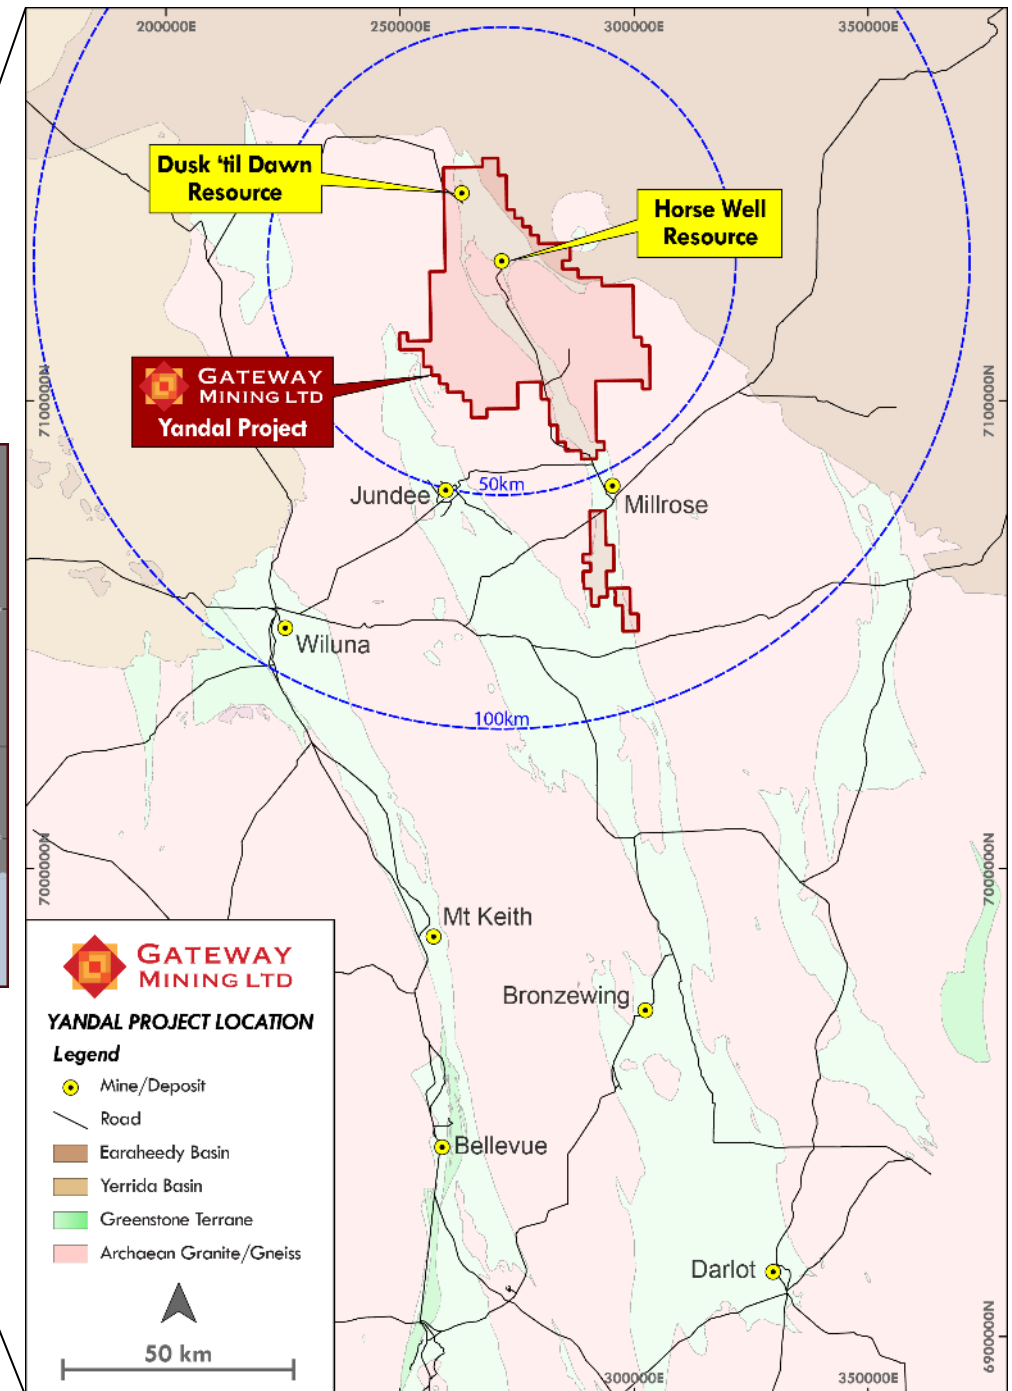 200000E
250000E
300000E
350000E
Dusk ‘til Dawn
Resource
Horse Well
Resource
7100000N
7100000N
GATEWAY
MINING LTD
Yandal Project
Jundee
50km
Millrose
Wiluna
100km
7000000N
7000000N
Mt Keith
Bronzewing
GATEWAY
MINING LTD
YANDAL PROJECT LOCATION
Legend
Mine/Deposit
Road
Earaheedy Basin
Yerrida Basin
Greenstone Terrane
Archaean Granite/Gneiss
50 km
Bellevue
Darlot
6900000N
300000E
350000E